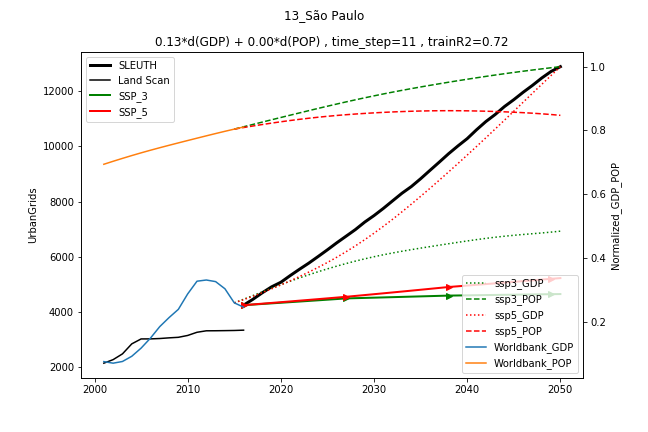 13_São Paulo
0.13*d(GDP) + 0.00*d(POP) , time_step=11 , trainR2=0.72
SLEUTH
Land Scan
SSP_3
SSP_5
12000
10000
8000
6000
4000
2000
UrbanGrids
1.0
0.8
0.6
0.4
0.2
Normalized_GDP_POP
ssp3_GDP
ssp3_POP
ssp5_GDP
ssp5_POP
Worldbank_GDP
Worldbank_POP
2000
2010
2020
2030
2040
2050